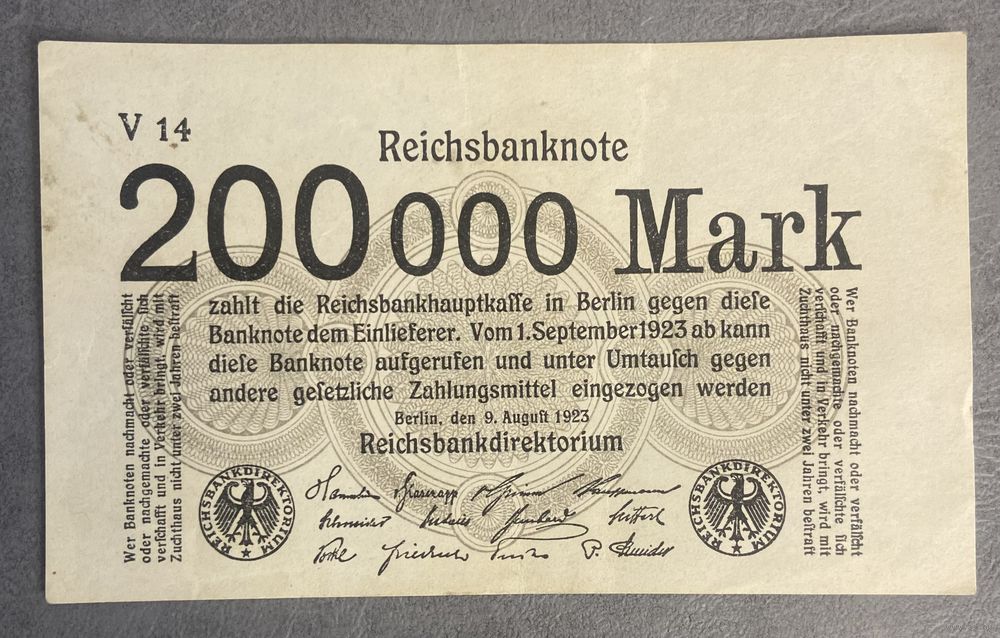 V 14
Reichsbanknote
200000 Mark
zahlt die Reichsbankhauptkaſſe in Berlin gegen dieſe
Banknote dem Einlieferer. Vom 1. September 1923 ab kann
dieſe Banknote aufgerufen und unter Umtauſch gegen
andere geſetzliche Zahlungsmittel eingezogen werden
Berlin, den 9. Auguſt 1923
Reichsbankdirektorium
Wer Banknoten nachmacht oder verfälſcht
oder nachgemachte oder verfälſchte ſich
verſchafft und in Verkehr bringt, wird mit
Zuchthaus nicht unter zwei Jahren beſtraft
Wer Banknoten nachmacht oder verfälſcht
oder nachgemachte oder verfälſchte ſich
verſchafft und in Verkehr bringt, wird mit
Zuchthaus nicht unter zwei Jahren beſtraft
REICHSBANKDIREKTORIUM
REICHSBANKDIREKTORIUM
Schneider
Friedrich
P. Schneider